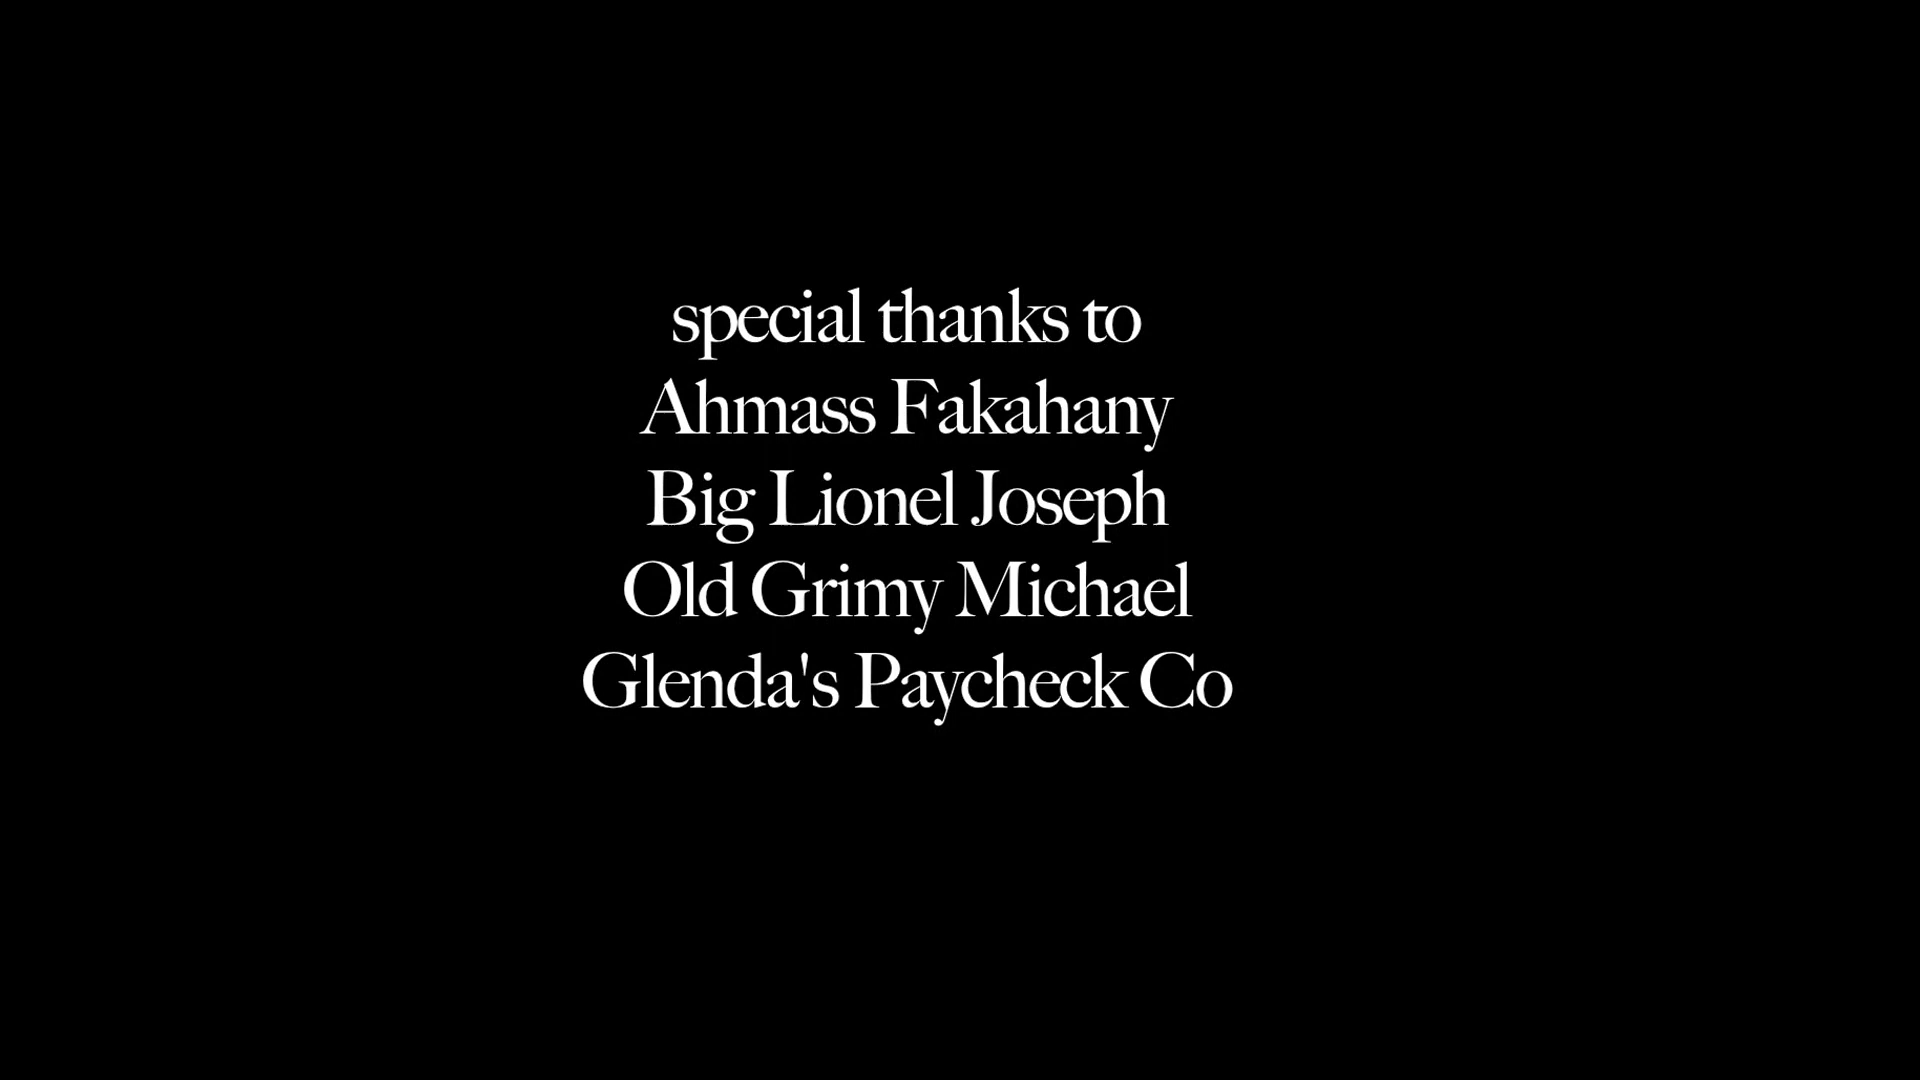 special thanks to
Ahmass Fakahany
Big Lionel Joseph
Old Grimy Michael
Glenda's Paycheck Co